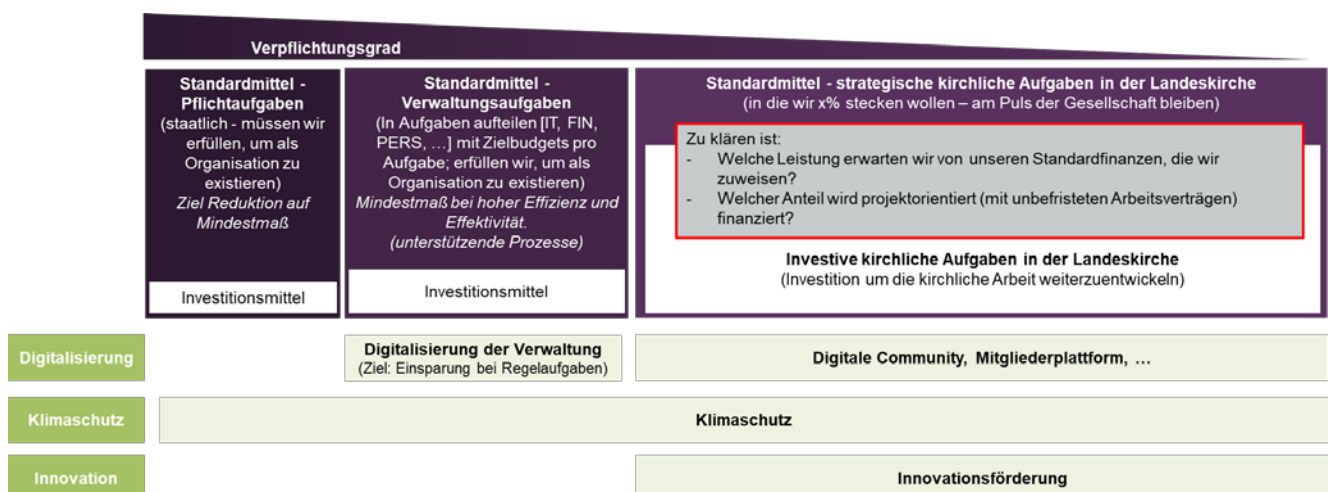 Verpflichtungsgrad
Standardmittel -
Pflichtaufgaben
(staatlich - müssen wir
erfüllen, um als
Organisation zu
existieren)
Ziel Reduktion auf
Mindestmaß
Investitionsmittel
Standardmittel -
Verwaltungsaufgaben
(In Aufgaben aufteilen [IT, FIN,
PERS, …] mit Zielbudgets pro
Aufgabe; erfüllen wir, um als
Organisation zu existieren)
Mindestmaß bei hoher Effizienz und
Effektivität.
(unterstützende Prozesse)
Investitionsmittel
Standardmittel - strategische kirchliche Aufgaben in der Landeskirche
(in die wir x% stecken wollen – am Puls der Gesellschaft bleiben)
Zu klären ist:
- Welche Leistung erwarten wir von unseren Standardfinanzen, die wir
zuweisen?
- Welcher Anteil wird projektorientiert (mit unbefristeten Arbeitsverträgen)
finanziert?
Investive kirchliche Aufgaben in der Landeskirche
(Investition um die kirchliche Arbeit weiterzuentwickeln)
Digitalisierung
Digitalisierung der Verwaltung
(Ziel: Einsparung bei Regelaufgaben)
Digitale Community, Mitgliederplattform, …
Klimaschutz
Klimaschutz
Innovation
Innovationsförderung